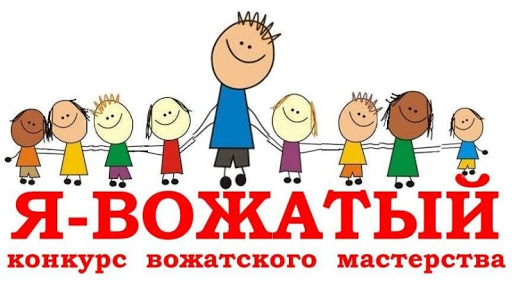 Я-ВОЖАТЫЙ
конкурс вожатского мастерства